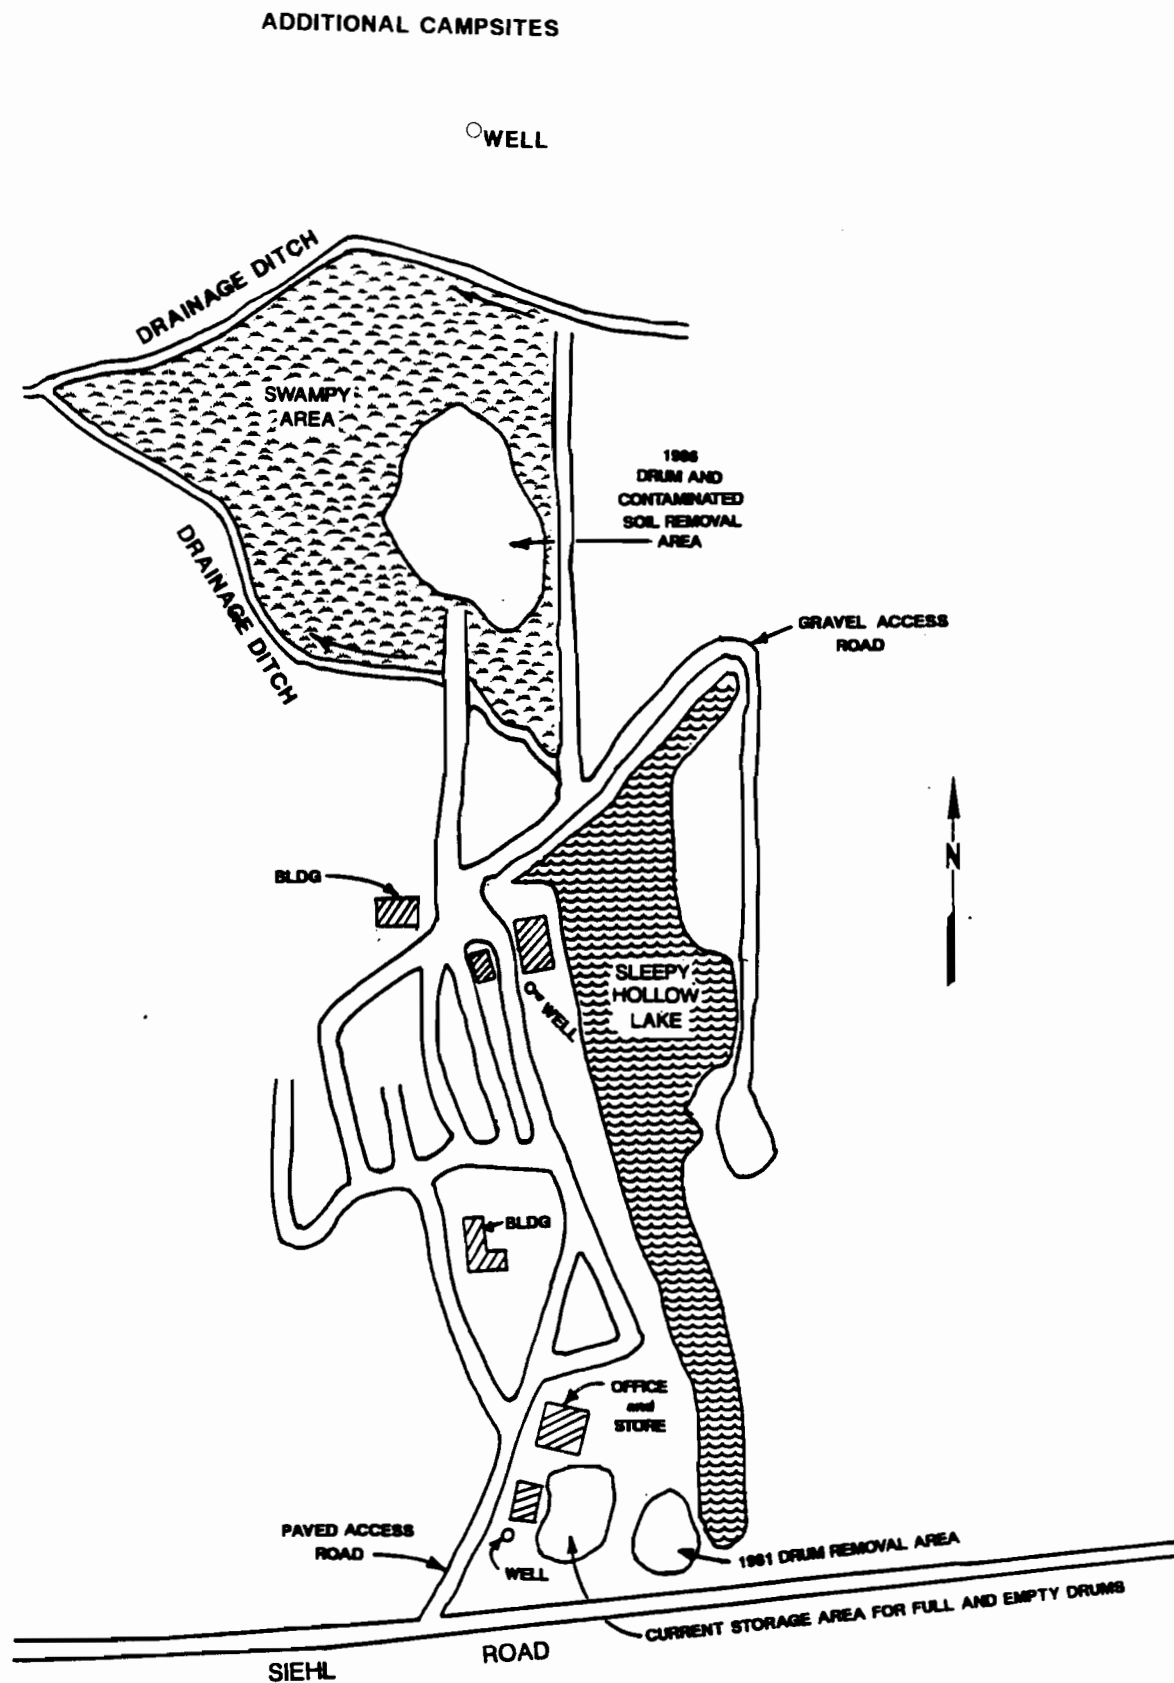 ADDITIONAL CAMPSITES
WELL
DRAINAGE DITCH
SWAMPY
AREA
1986
DRUM AND
CONTAMINATED
SOIL REMOVAL
AREA
DRAINAGE DITCH
GRAVEL ACCESS
ROAD
N
BLDG
SLEEPY
HOLLOW
LAKE
WELL
BLDG
OFFICE
and
STORE
PAVED ACCESS
ROAD
WELL
1981 DRUM REMOVAL AREA
CURRENT STORAGE AREA FOR FULL AND EMPTY DRUMS
SIEHL ROAD